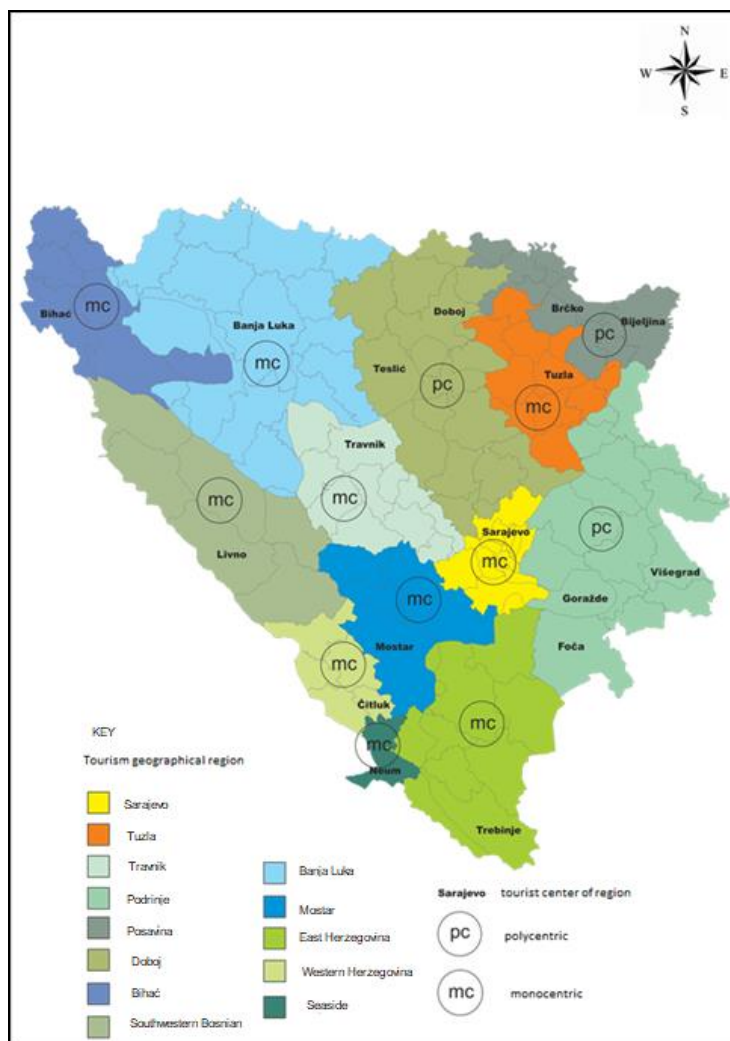 N
W E
S
Bihać
mc
Banja Luka
mc
Doboj
Brčko
Bijeljina
pc
Teslić
pc
Tuzla
mc
Travnik
mc
mc
Livno
Sarajevo
mc
pc
Višegrad
Goražde
Foča
mc
Mostar
mc
Čitluk
mc
Neum
mc
Trebinje
KEY
Tourism geographical region
Sarajevo
Tuzla
Travnik
Podrinje
Posavina
Doboj
Bihać
Southwestern Bosnian
Banja Luka
Mostar
East Herzegovina
Western Herzegovina
Seaside
Sarajevo tourist center of region
pc polycentric
mc monocentric